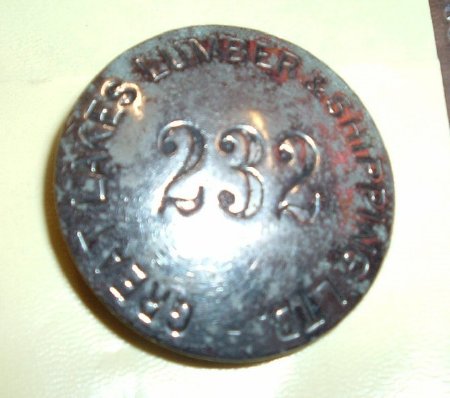 GREAT LAKES LUMBER & SHIPPING LTD.
232